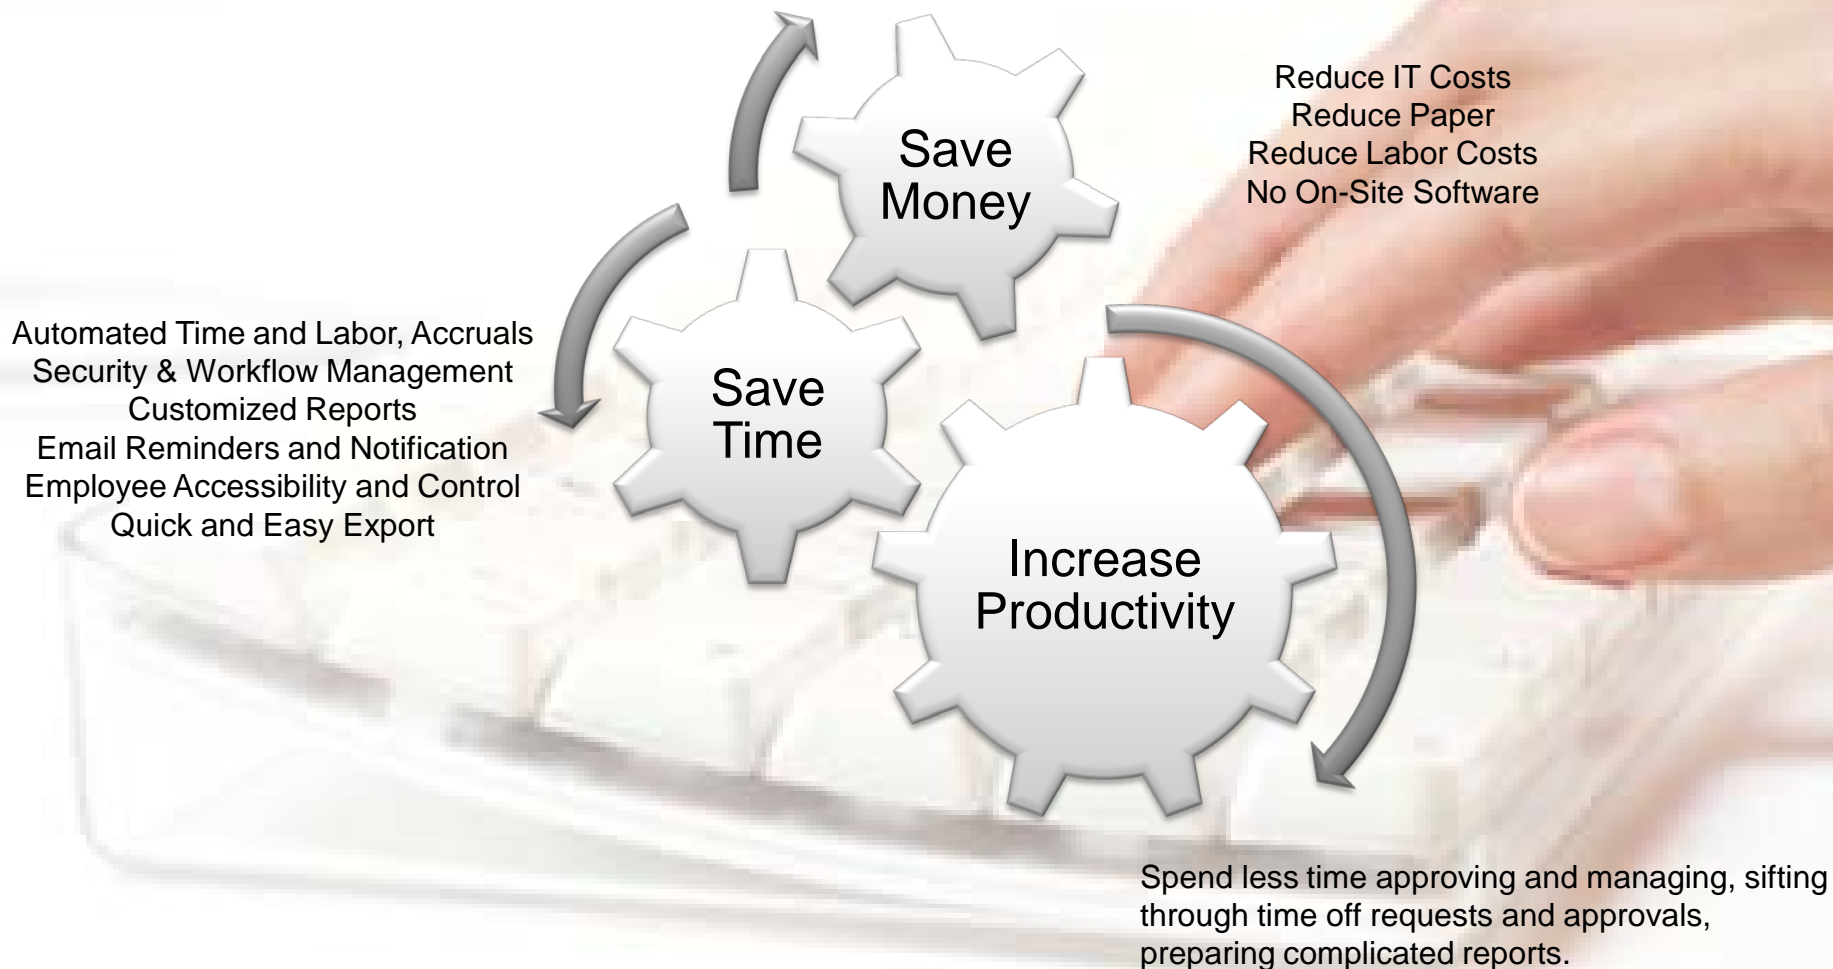 Save
Money
Reduce IT Costs
Reduce Paper
Reduce Labor Costs
No On-Site Software
Automated Time and Labor, Accruals
Security & Workflow Management
Customized Reports
Email Reminders and Notification
Employee Accessibility and Control
Quick and Easy Export
Save
Time
Increase
Productivity
Spend less time approving and managing, sifting
through time off requests and approvals,
preparing complicated reports.